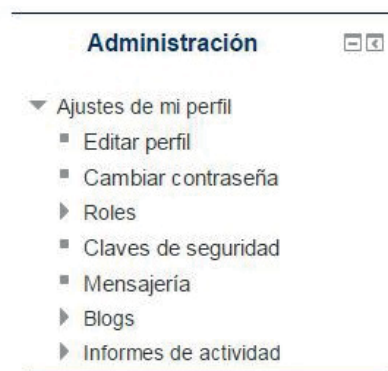 Administración
Ajustes de mi perfil
Editar perfil
Cambiar contraseña
Roles
Claves de seguridad
Mensajería
Blogs
Informes de actividad